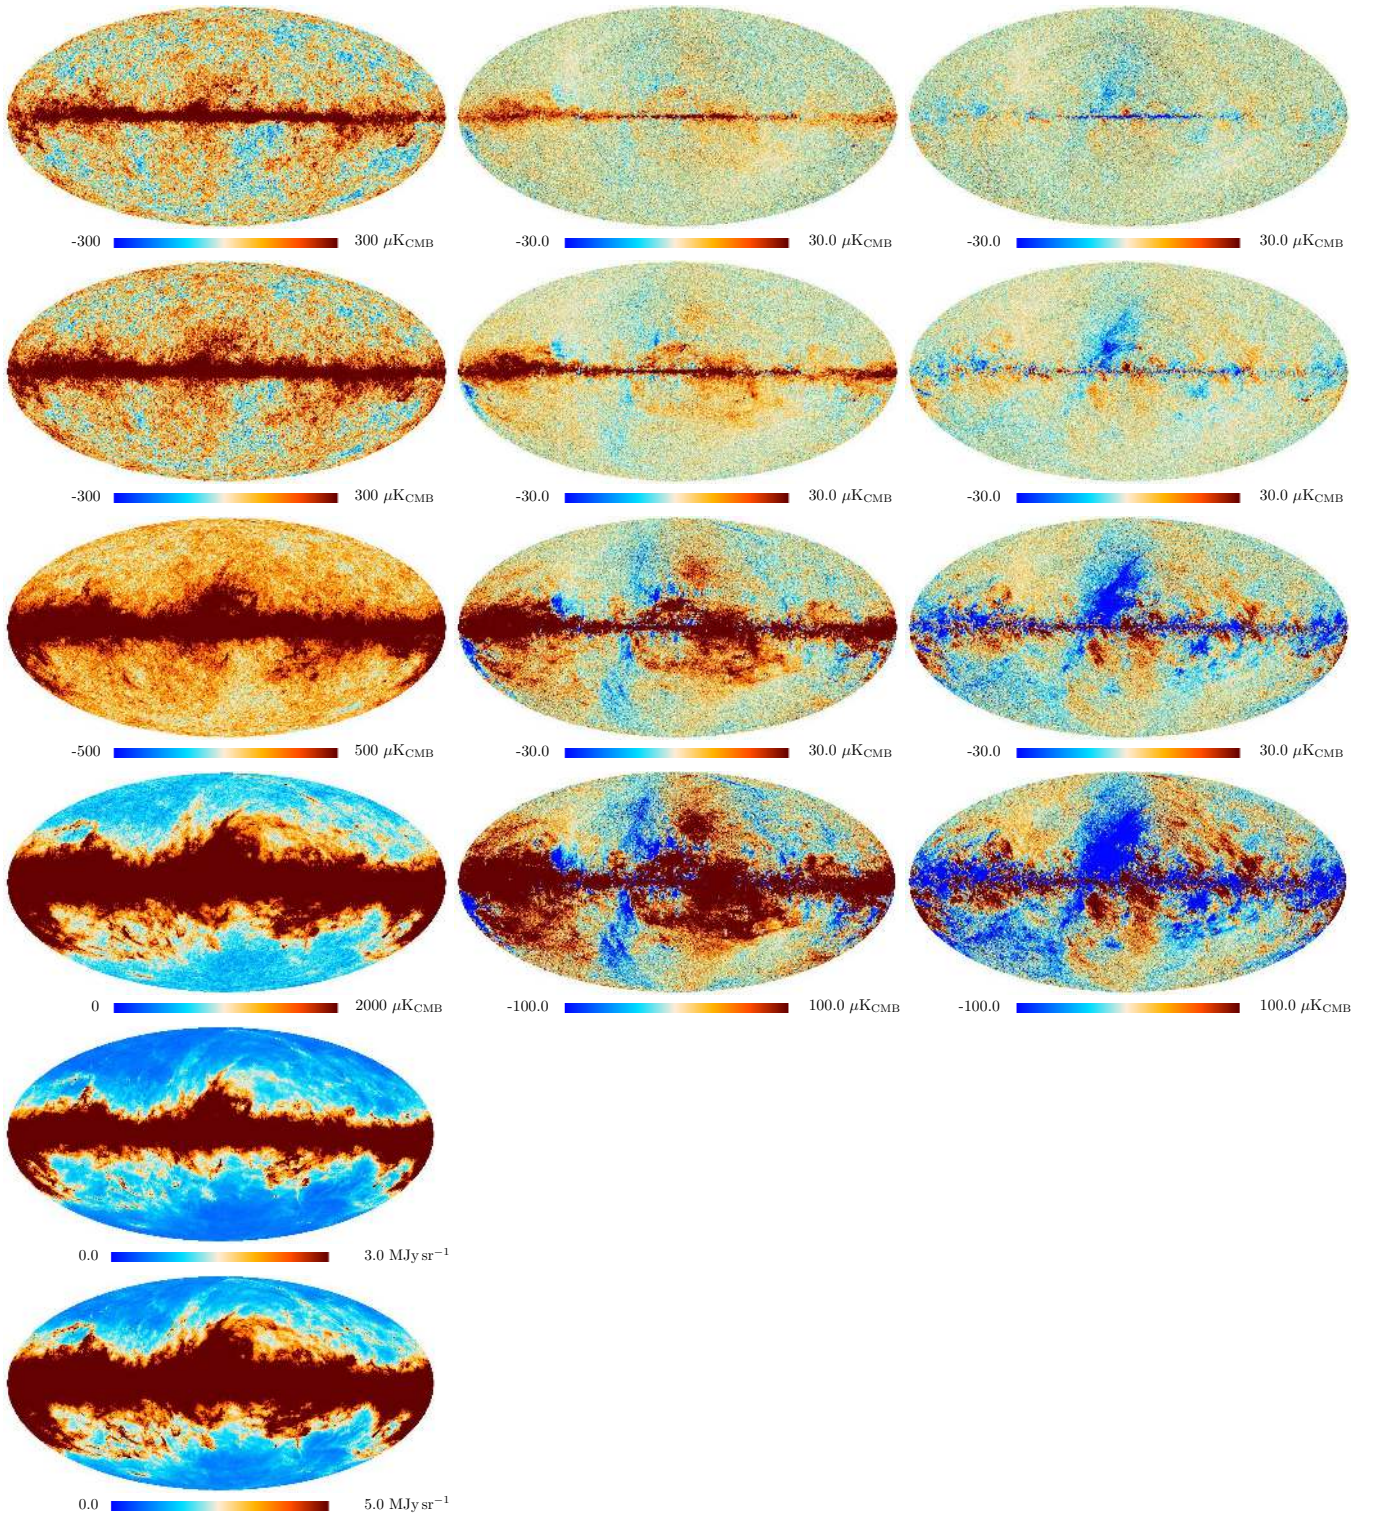 -300 300 μK_CMB -30.0 30.0 μK_CMB -30.0 30.0 μK_CMB
-300 300 μK_CMB -30.0 30.0 μK_CMB -30.0 30.0 μK_CMB
-500 500 μK_CMB -30.0 30.0 μK_CMB -30.0 30.0 μK_CMB
0 2000 μK_CMB -100.0 100.0 μK_CMB -100.0 100.0 μK_CMB
0.0 3.0 MJy sr⁻¹
0.0 5.0 MJy sr⁻¹